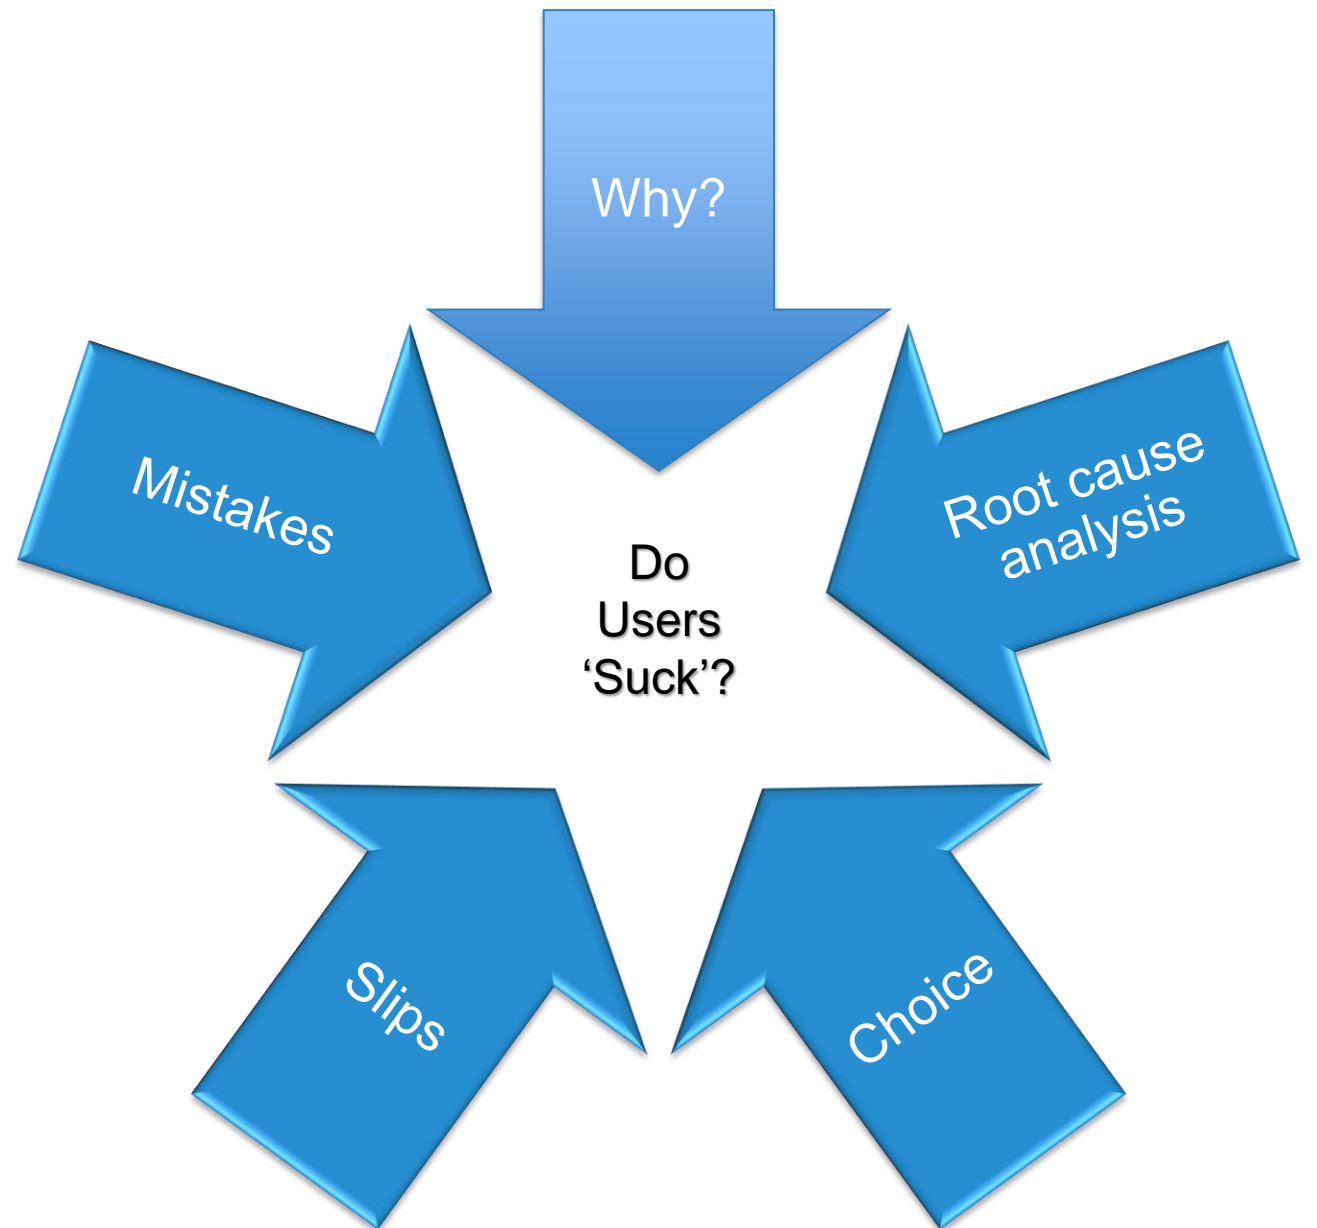 Why?
Mistakes
Root cause
analysis
Do
Users
‘Suck’?
Slips
Choice